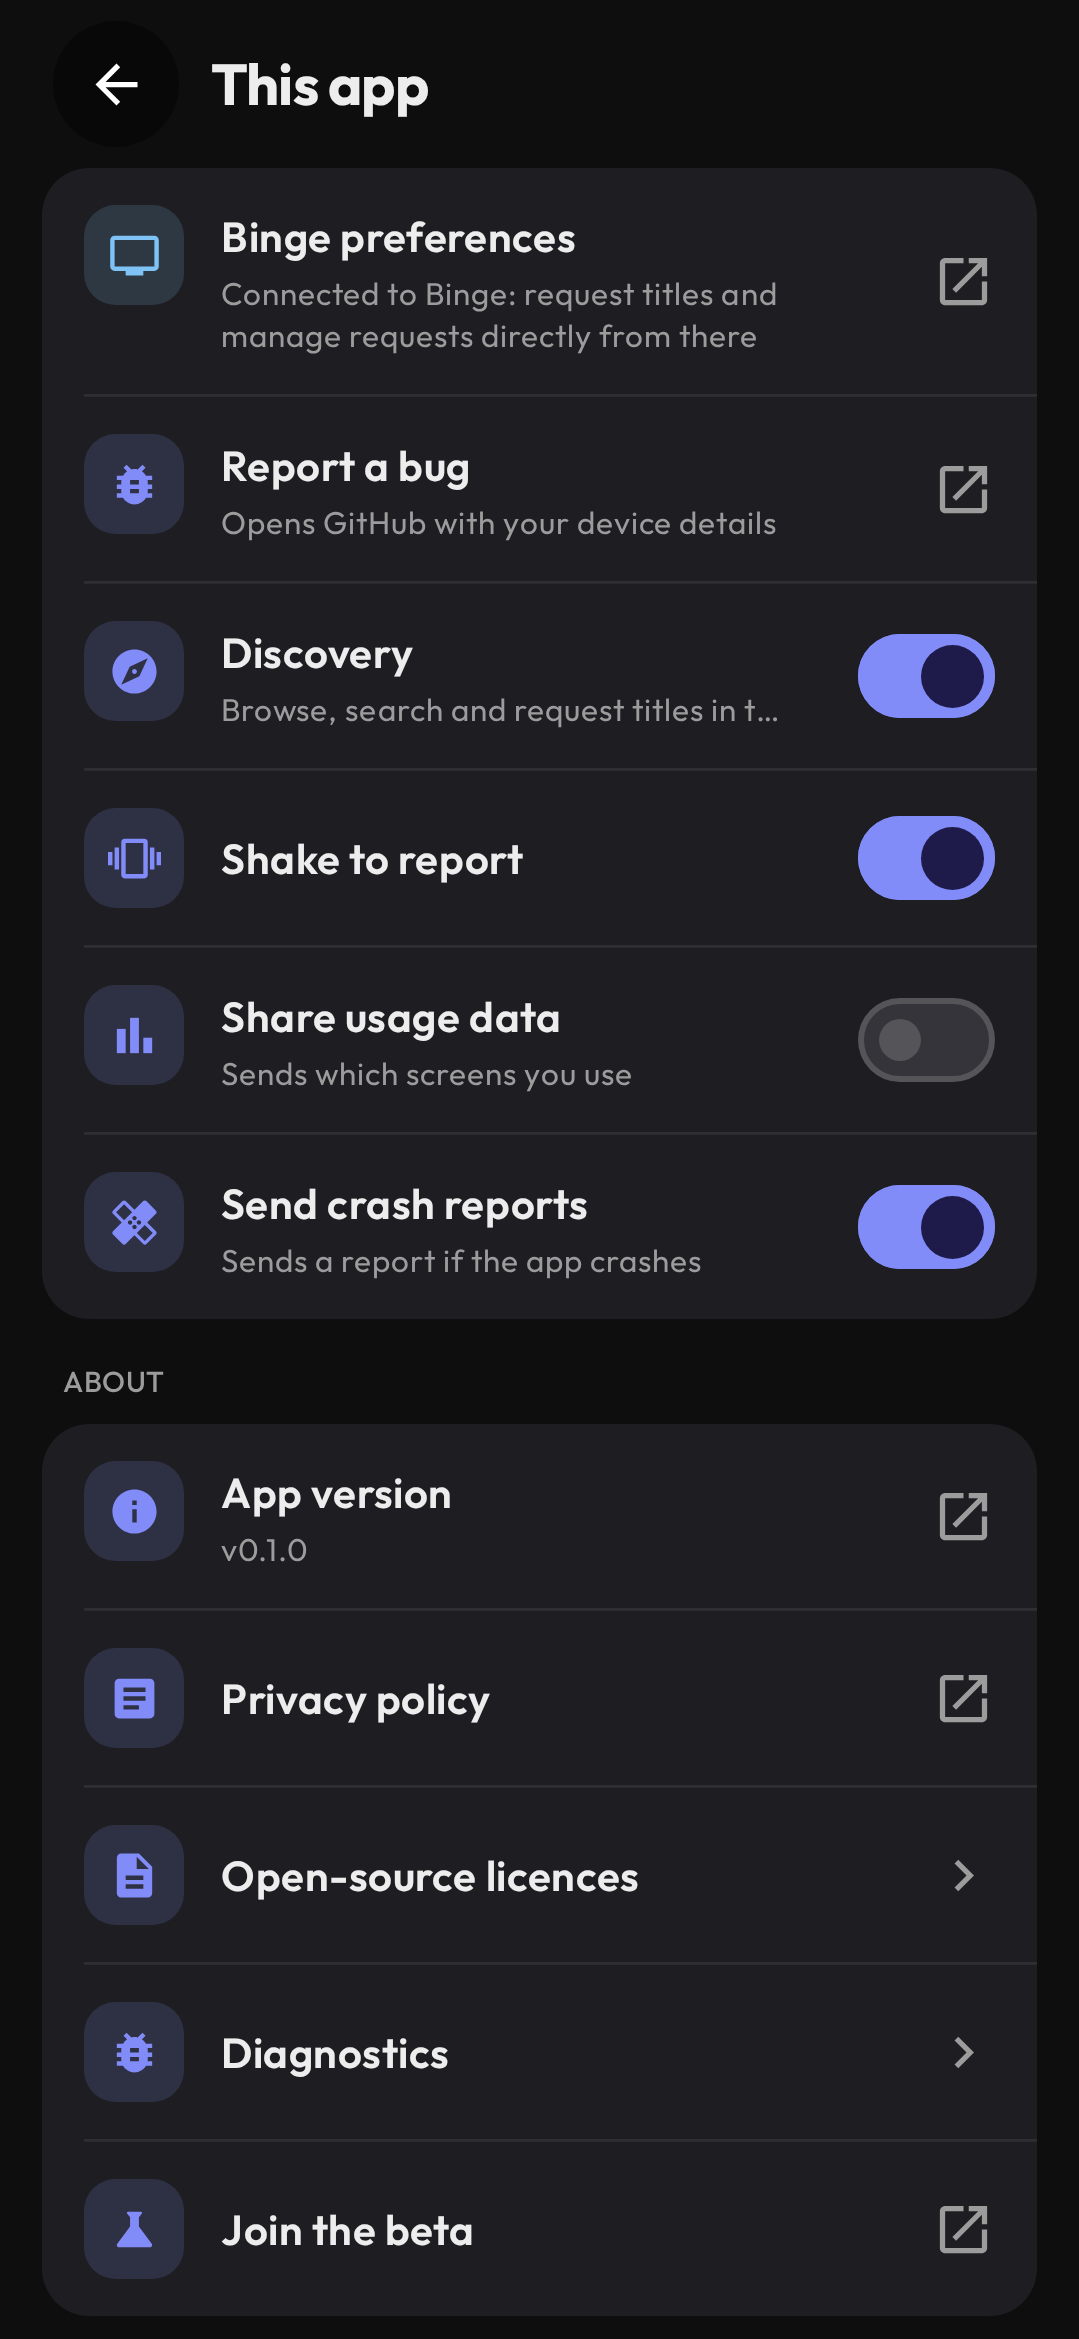 This app
Binge preferences
Connected to Binge: request titles and
manage requests directly from there
Report a bug
Opens GitHub with your device details
Discovery
Browse, search and request titles in t…
Shake to report
Share usage data
Sends which screens you use
Send crash reports
Sends a report if the app crashes
ABOUT
App version
v0.1.0
Privacy policy
Open-source licences
Diagnostics
Join the beta